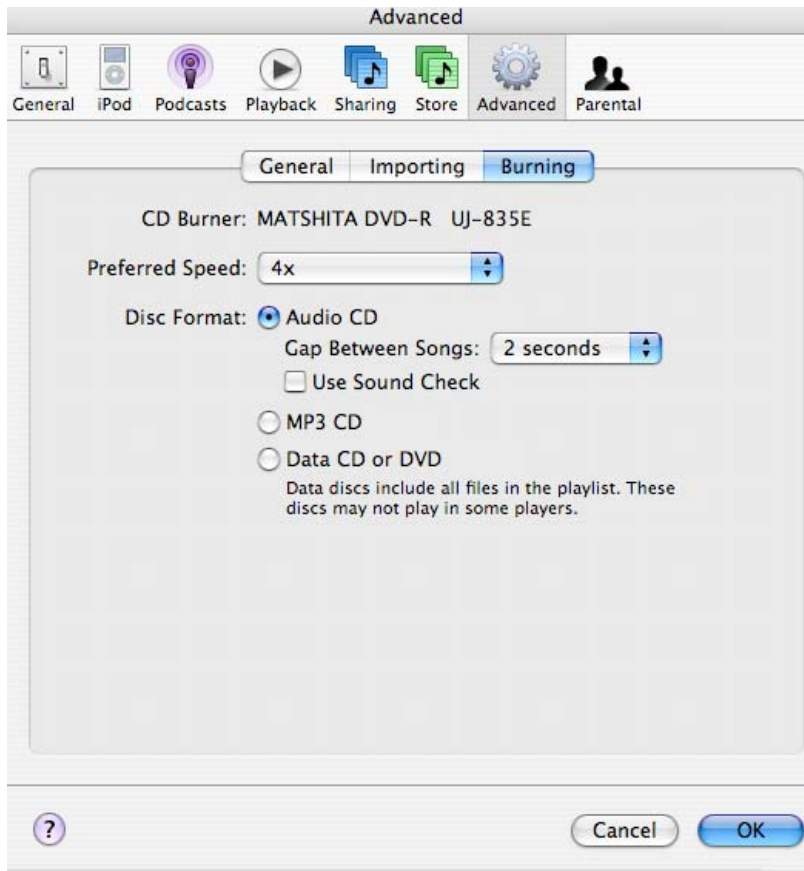 Advanced
General iPod Podcasts Playback Sharing Store Advanced Parental
General Importing Burning
CD Burner: MATSHITA DVD-R UJ-835E
Preferred Speed: 4x
Disc Format: Audio CD
Gap Between Songs: 2 seconds
Use Sound Check
MP3 CD
Data CD or DVD
Data discs include all files in the playlist. These
discs may not play in some players.
? Cancel OK